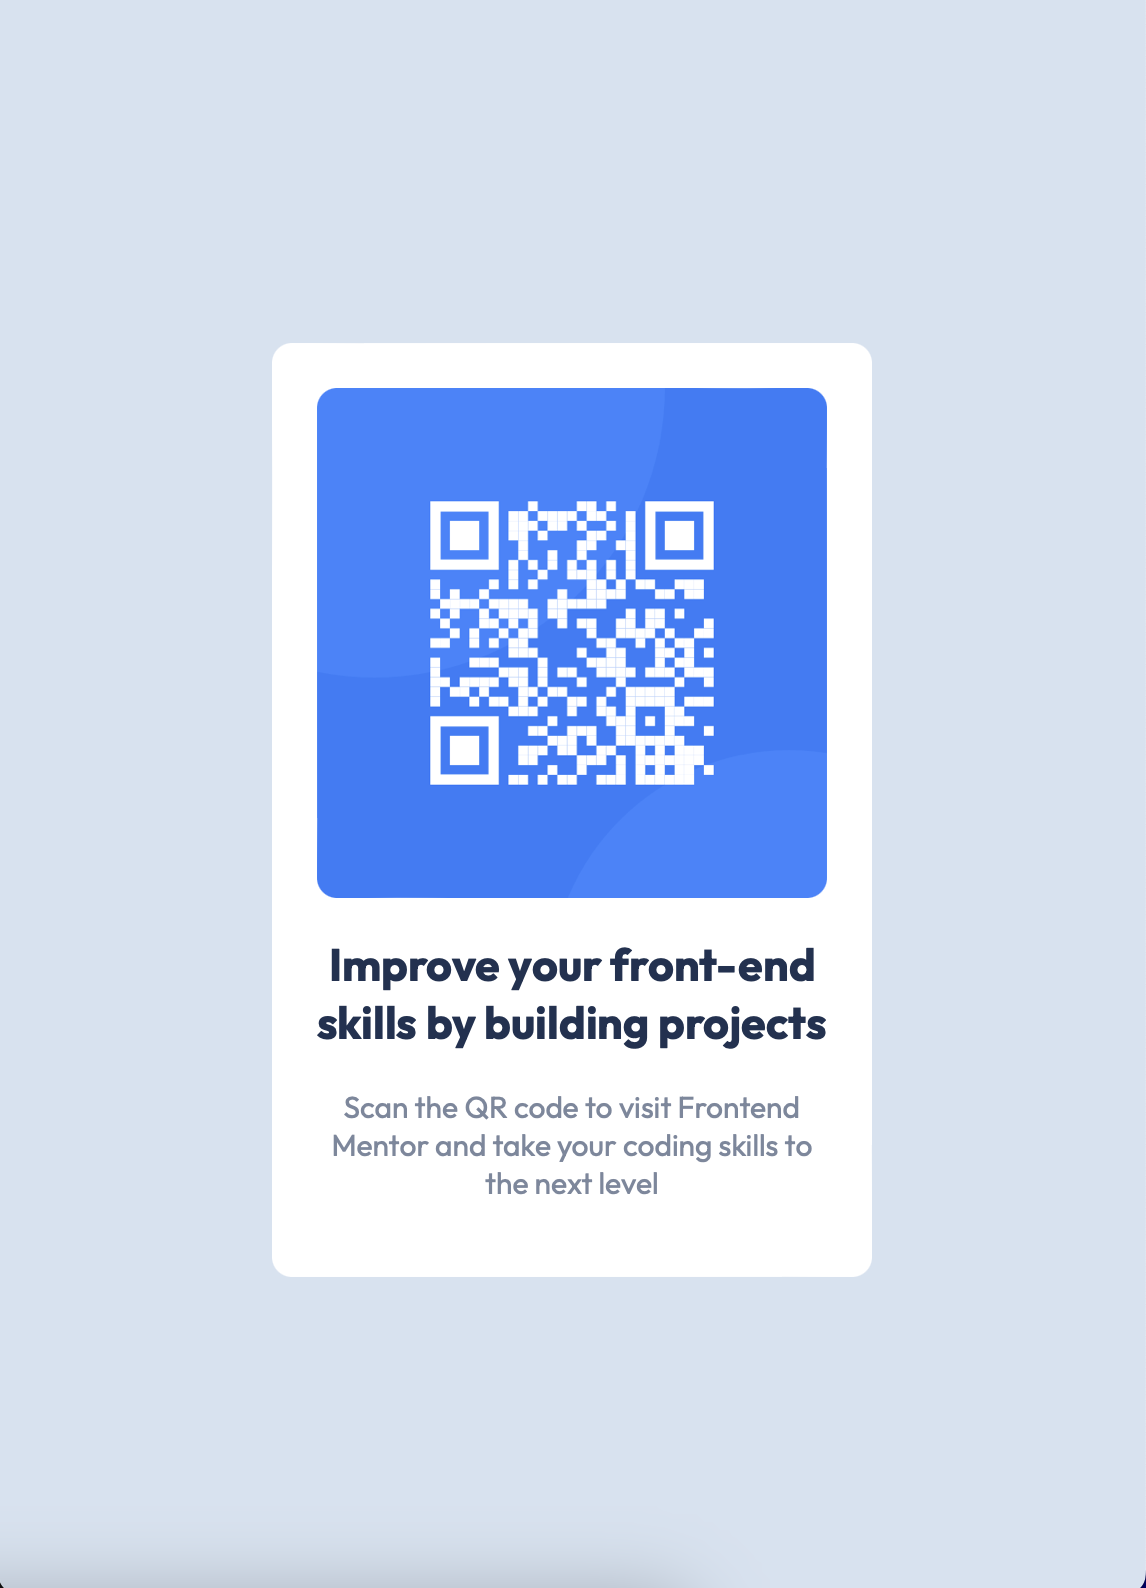 Improve your front-end
skills by building projects
Scan the QR code to visit Frontend
Mentor and take your coding skills to
the next level